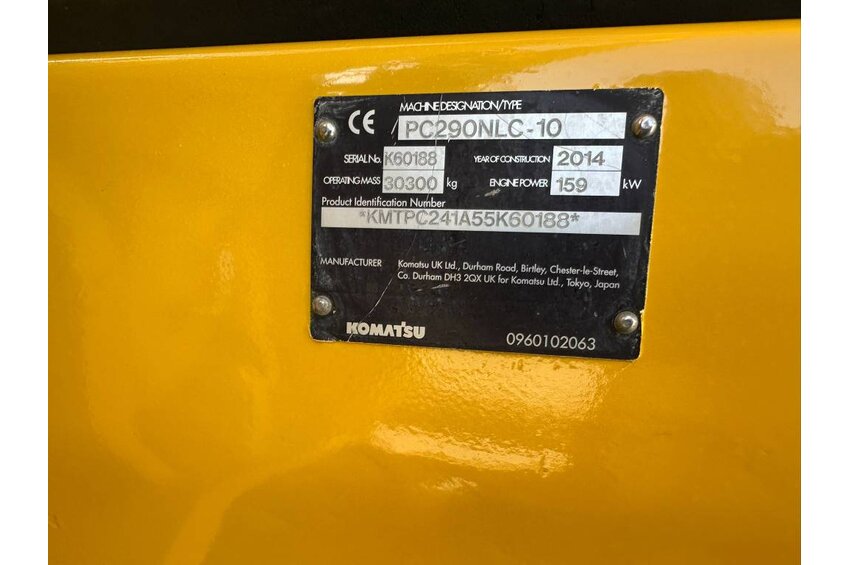 CE
MACHINE DESIGNATION/TYPE
PC290NLC-10
SERIAL No. K60188 YEAR OF CONSTRUCTION 2014
OPERATING MASS 30300 kg ENGINE POWER 159 kW
Product Identification Number
*KMTPC241A55K60188*
MANUFACTURER Komatsu UK Ltd., Durham Road, Birtley, Chester-le-Street,
Co. Durham DH3 2QX UK for Komatsu Ltd., Tokyo, Japan
KOMATSU 0960102063